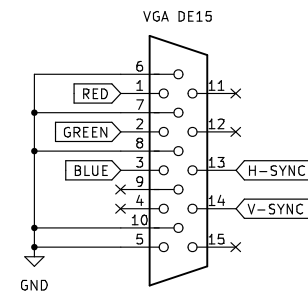 VGA DE15
6
RED 1 11
7
GREEN 2 12
8
BLUE 3 13 H-SYNC
9
4 14 V-SYNC
10
5 15
GND